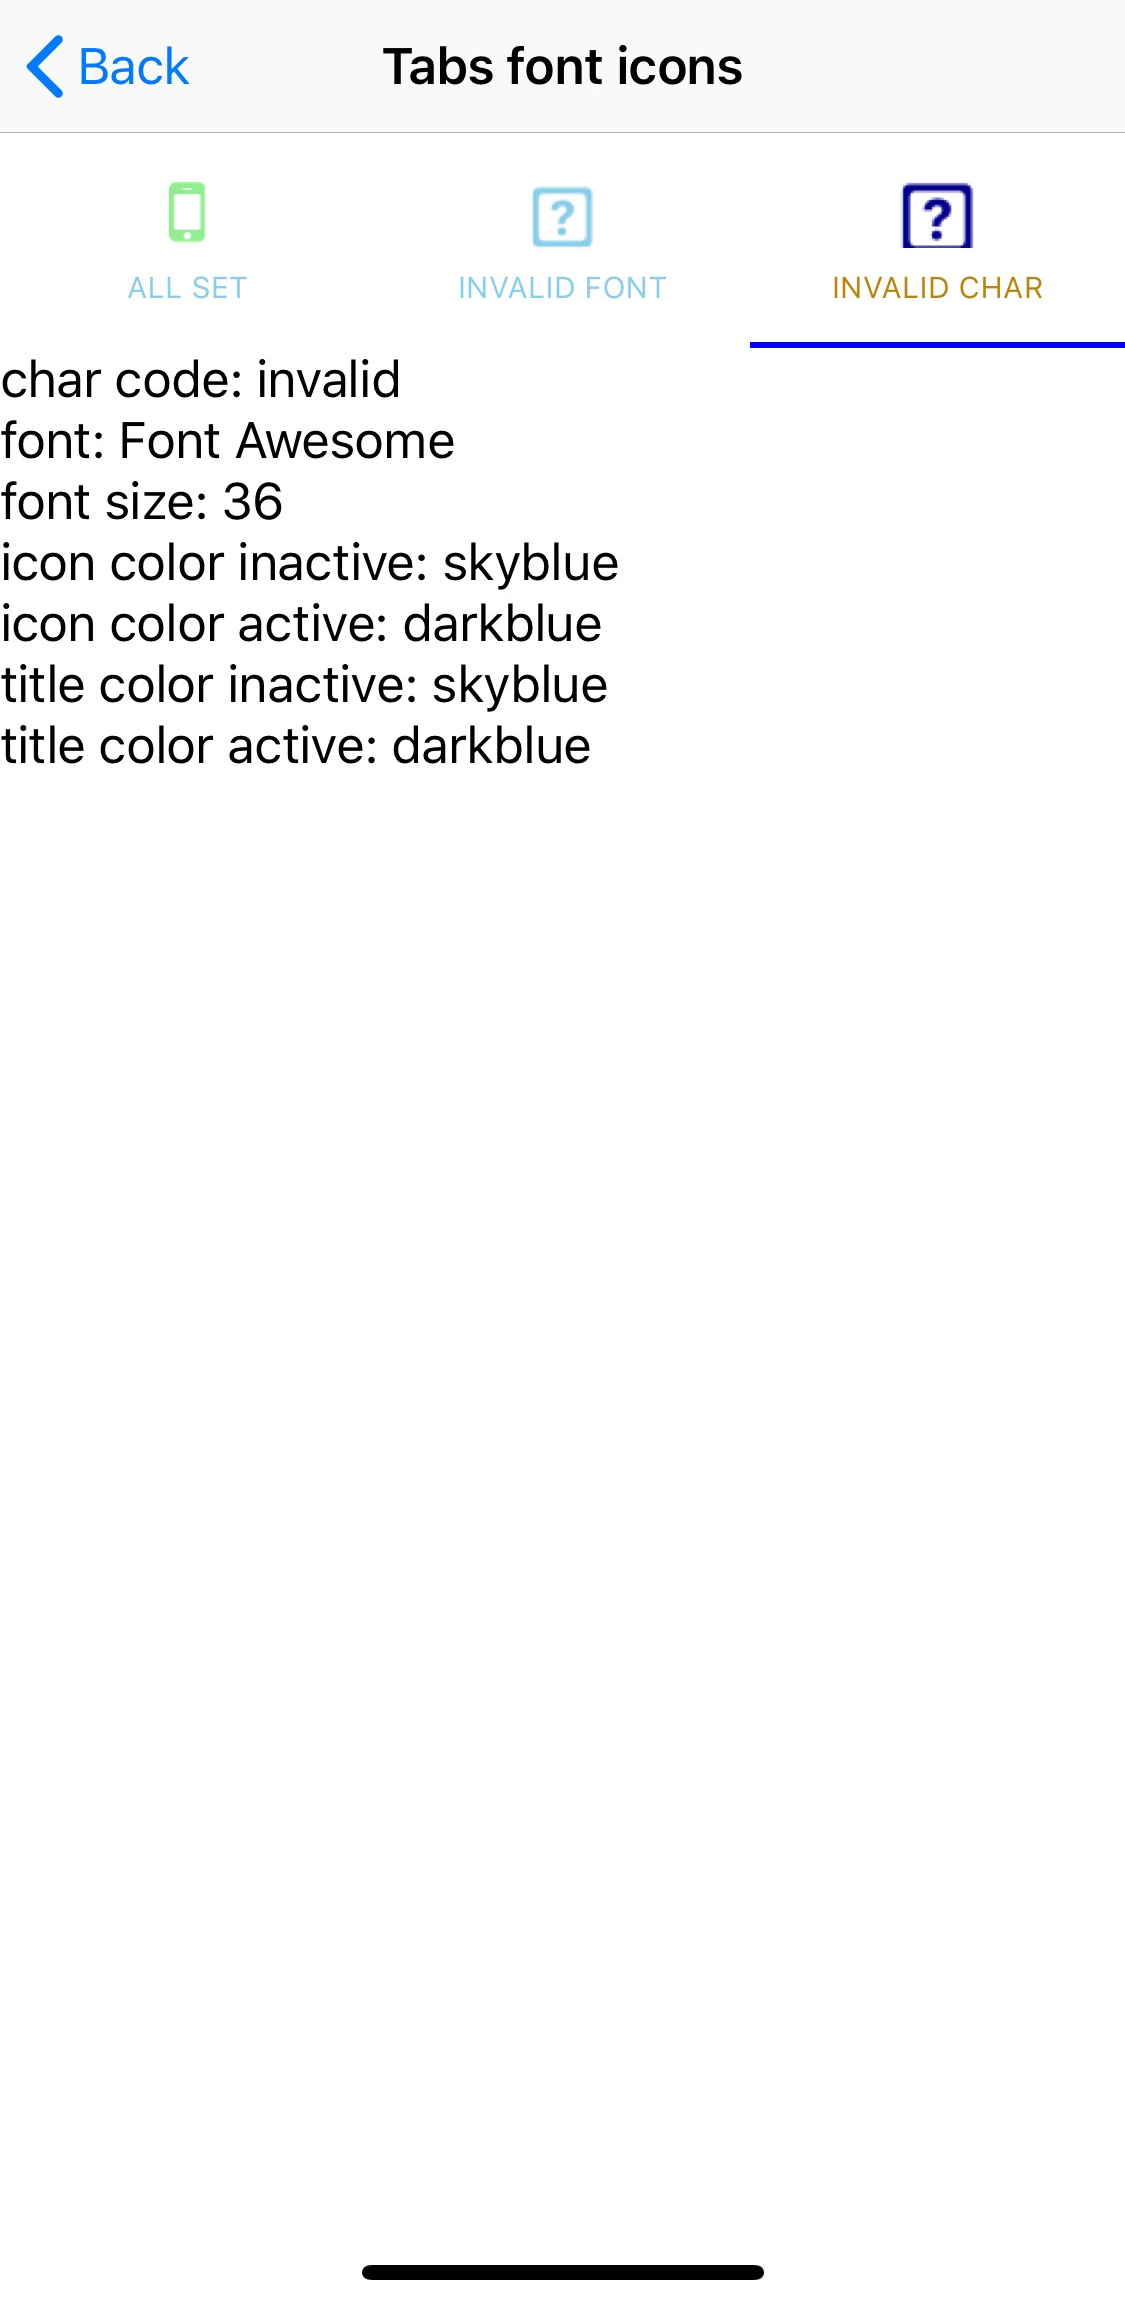 Back
Tabs font icons
?
?
ALL SET
INVALID FONT
INVALID CHAR
char code: invalid
font: Font Awesome
font size: 36
icon color inactive: skyblue
icon color active: darkblue
title color inactive: skyblue
title color active: darkblue